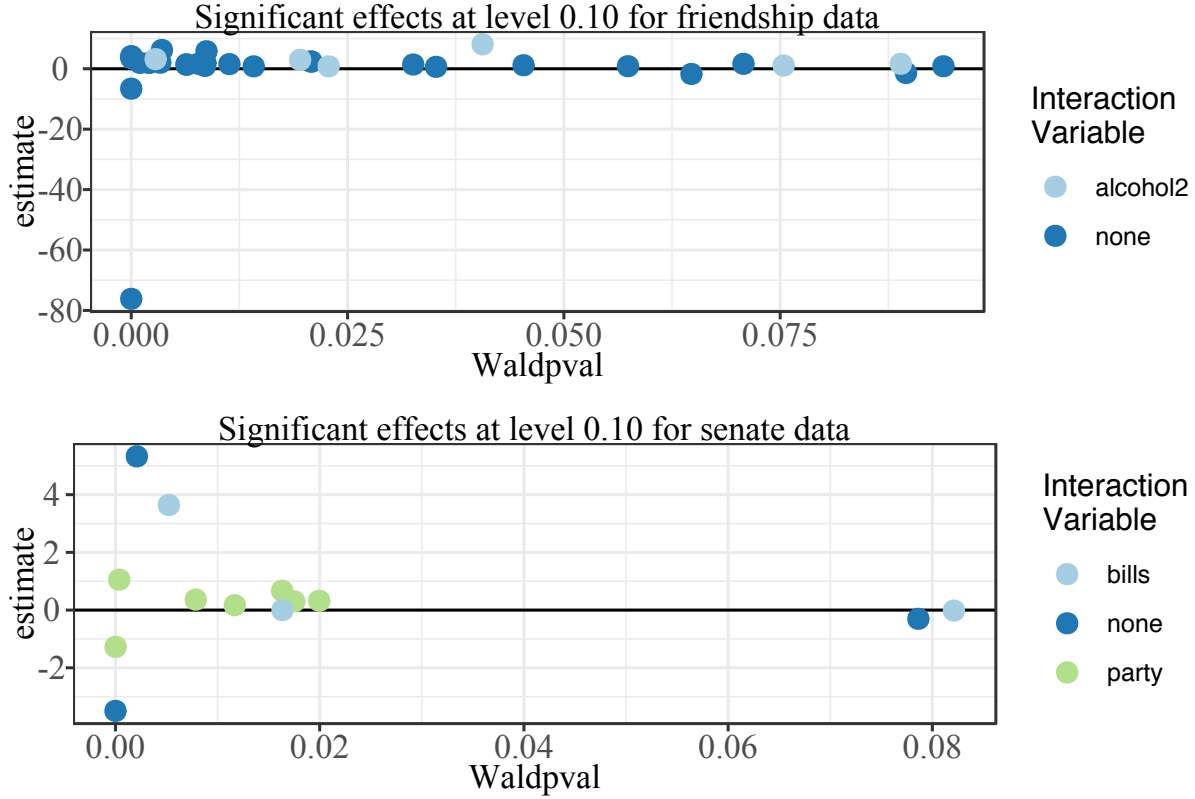 Significant effects at level 0.10 for friendship data
estimate
0
-20
-40
-60
-80
0.000 0.025 0.050 0.075
Waldpval
Interaction
Variable
alcohol2
none
Significant effects at level 0.10 for senate data
estimate
4
2
0
-2
0.00 0.02 0.04 0.06 0.08
Waldpval
Interaction
Variable
bills
none
party